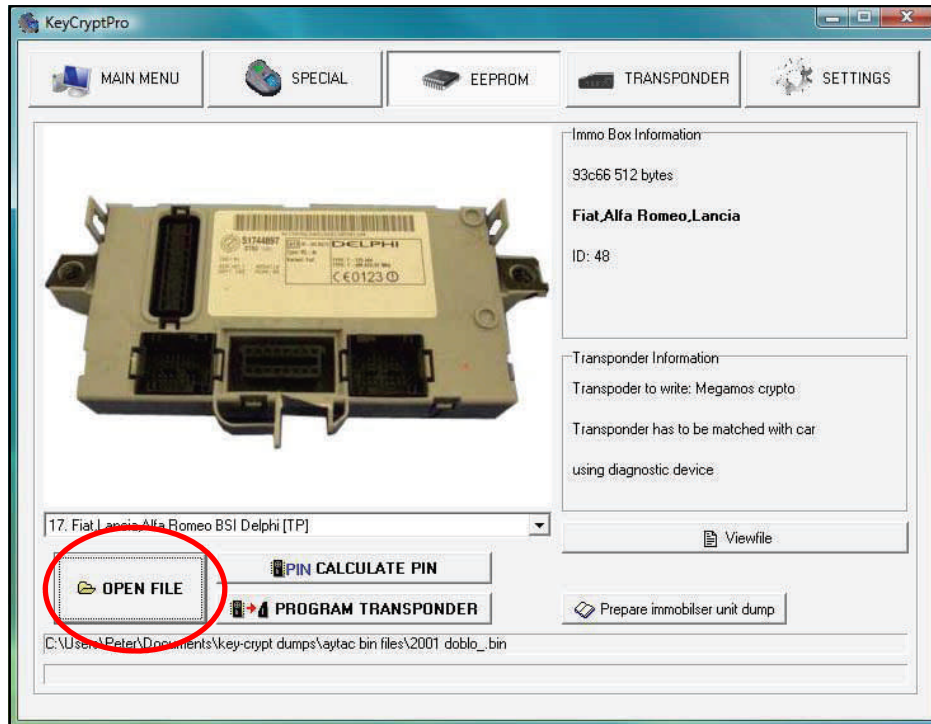 KeyCryptPro
MAIN MENU
SPECIAL
EEPROM
TRANSPONDER
SETTINGS
Immo Box Information
93c66 512 bytes
Fiat,Alfa Romeo,Lancia
ID: 48
51744897
DELPHI
CE0123
Transponder Information
Transpoder to write: Megamos crypto
Transponder has to be matched with car
using diagnostic device
17. Fiat,Lancia,Alfa Romeo BSI Delphi [TP]
Viewfile
OPEN FILE
PIN CALCULATE PIN
PROGRAM TRANSPONDER
Prepare immobilser unit dump
C:\Users\Peter\Documents\key-crypt dumps\aytac bin files\2001 doblo_.bin